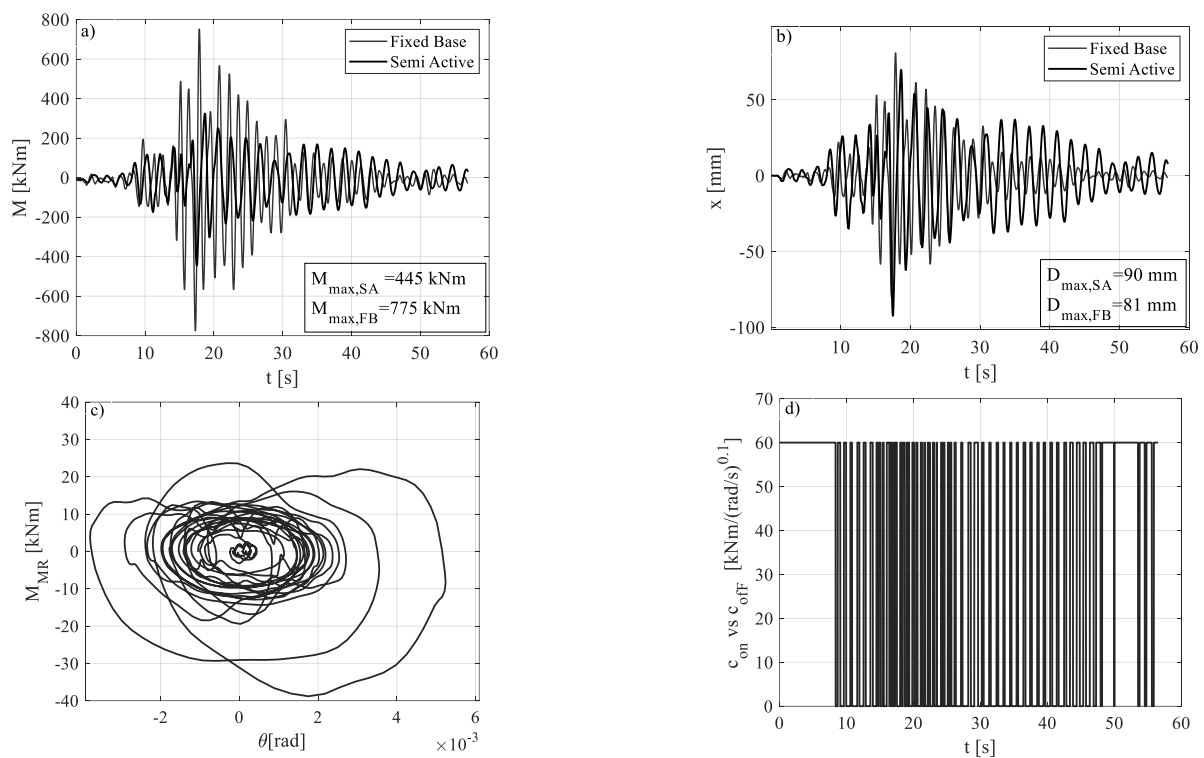 a)
Fixed Base
Semi Active
M [kNm]
800
600
400
200
0
-200
-400
-600
-800
M_max,SA =445 kNm
M_max,FB=775 kNm
0 10 20 30 40 50 60
t [s]
b)
Fixed Base
Semi Active
x [mm]
50
0
-50
-100
D_max,SA=90 mm
D_max,FB=81 mm
10 20 30 40 50 60
t [s]
c)
M_MR [kNm]
40
30
20
10
0
-10
-20
-30
-40
-2 0 2 4 6
θ[rad]
×10^-3
d)
c_on vs c_ofF [kNm/(rad/s)^0.1]
70
60
50
40
30
20
10
0
0 10 20 30 40 50 60
t [s]